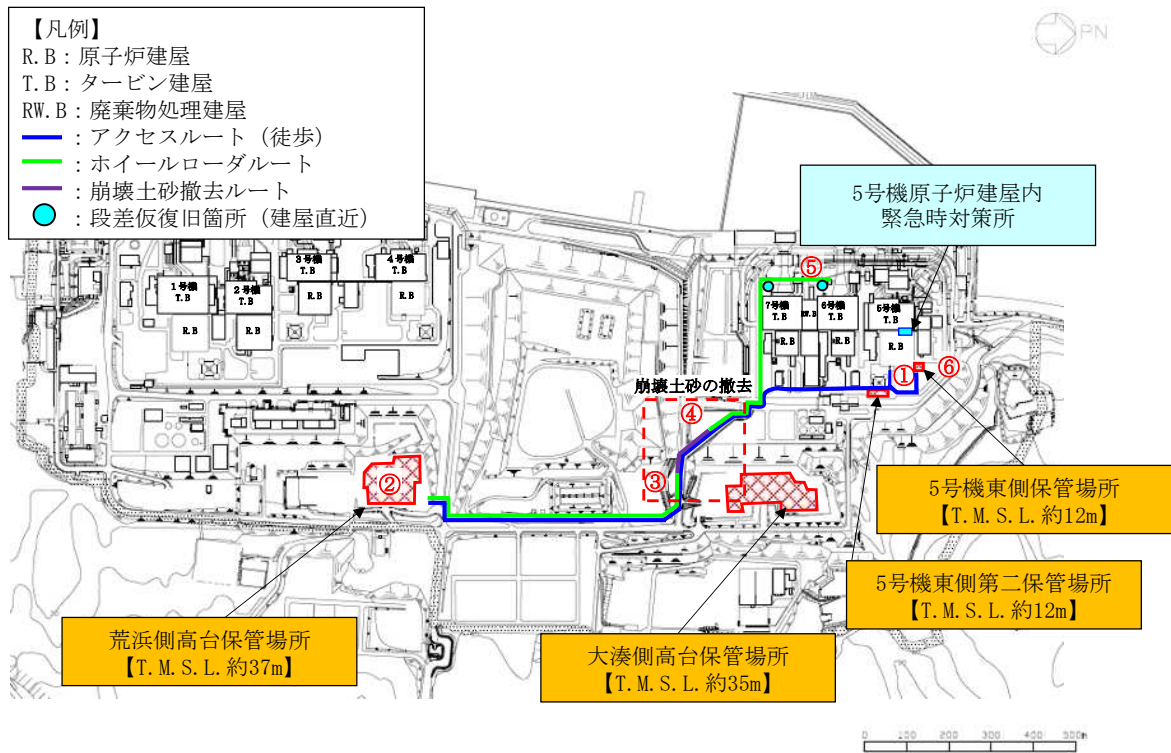 【凡例】
R.B：原子炉建屋
T.B：タービン建屋
RW.B：廃棄物処理建屋
：アクセスルート（徒歩）
：ホイールローダルート
：崩壊土砂撤去ルート
：段差仮復旧箇所（建屋直近）
PN
5号機原子炉建屋内
緊急時対策所
1号機
T.B
R.B
2号機
T.B
R.B
3号機
T.B
R.B
4号機
T.B
R.B
⑤
7号機
T.B
RW.B
6号機
T.B
5号機
T.B
R.B
R.B
R.B
①
⑥
崩壊土砂の撤去
④
②
③
5号機東側保管場所
【T.M.S.L.約12m】
5号機東側第二保管場所
【T.M.S.L.約12m】
荒浜側高台保管場所
【T.M.S.L.約37m】
大湊側高台保管場所
【T.M.S.L.約35m】
0 100 200 300 400 500m